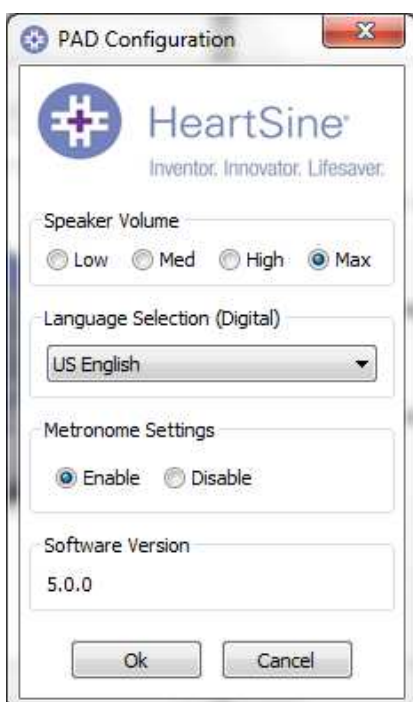 PAD Configuration
HeartSine®
Inventor. Innovator. Lifesaver.
Speaker Volume
Low Med High Max
Language Selection (Digital)
US English
Metronome Settings
Enable Disable
Software Version
5.0.0
Ok Cancel